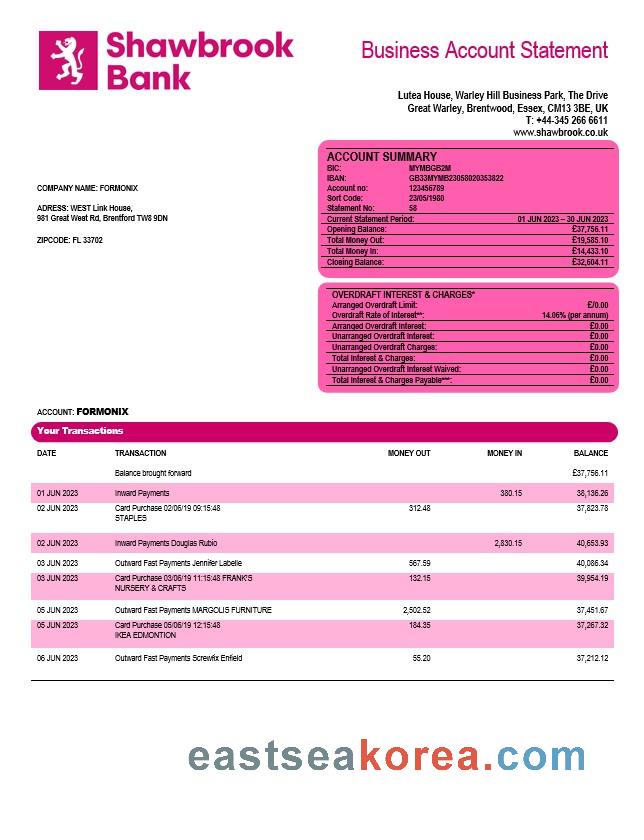 Shawbrook
Bank
Business Account Statement
Lutea House, Warley Hill Business Park, The Drive
Great Warley, Brentwood, Essex, CM13 3BE, UK
T: +44-345 266 6611
www.shawbrook.co.uk
COMPANY NAME: FORMONIX
ADRESS: WEST Link House,
981 Great West Rd, Brentford TW8 9DN
ZIPCODE: FL 33702
ACCOUNT SUMMARY
BIC: MYMBGB2M
IBAN: GB33MYMB23058020353822
Account no: 123456789
Sort Code: 23/05/1980
Statement No: 58
Current Statement Period: 01 JUN 2023 – 30 JUN 2023
Opening Balance: £37,756.11
Total Money Out: £19,585.10
Total Money In: £14,433.10
Closing Balance: £32,604.11
OVERDRAFT INTEREST & CHARGES*
Arranged Overdraft Limit: £/0.00
Overdraft Rate of Interest**: 14.06% (per annum)
Arranged Overdraft Interest: £0.00
Unarranged Overdraft Interest: £0.00
Unarranged Overdraft Charges: £0.00
Total Interest & Charges: £0.00
Unarranged Overdraft Interest Waived: £0.00
Total Interest & Charges Payable***: £0.00
ACCOUNT: FORMONIX
Your Transactions
DATE TRANSACTION MONEY OUT MONEY IN BALANCE
Balance brought forward £37,756.11
01 JUN 2023 Inward Payments 380.15 38,136.26
02 JUN 2023 Card Purchase 02/06/19 09:15:48 312.48 37,823.78
STAPLES
02 JUN 2023 Inward Payments Douglas Rubio 2,830.15 40,653.93
03 JUN 2023 Outward Fast Payments Jennifer Labelle 567.59 40,086.34
03 JUN 2023 Card Purchase 03/06/19 11:15:48 FRANK'S 132.15 39,954.19
NURSERY & CRAFTS
05 JUN 2023 Outward Fast Payments MARGOLIS FURNITURE 2,502.52 37,451.67
05 JUN 2023 Card Purchase 05/06/19 12:15:48 184.35 37,267.32
IKEA EDMONTION
06 JUN 2023 Outward Fast Payments Screwfix Enfield 55.20 37,212.12
eastseakorea.com